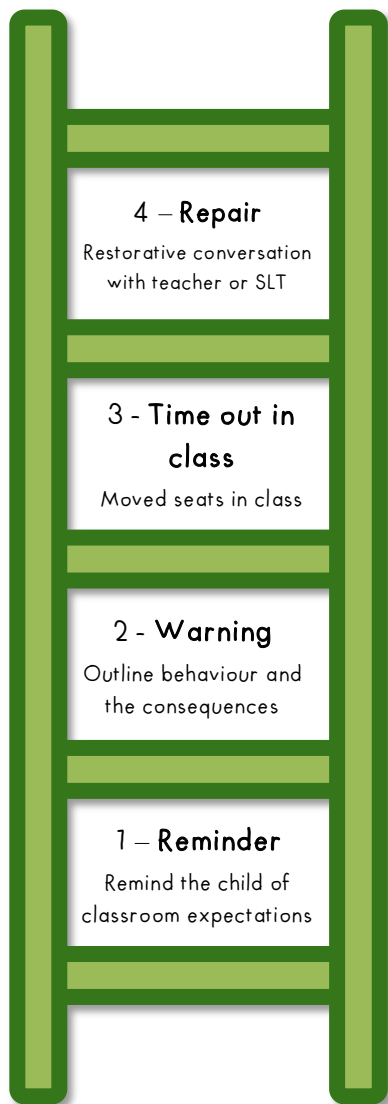 4 – Repair
Restorative conversation
with teacher or SLT
3 - Time out in
class
Moved seats in class
2 - Warning
Outline behaviour and
the consequences
1 – Reminder
Remind the child of
classroom expectations